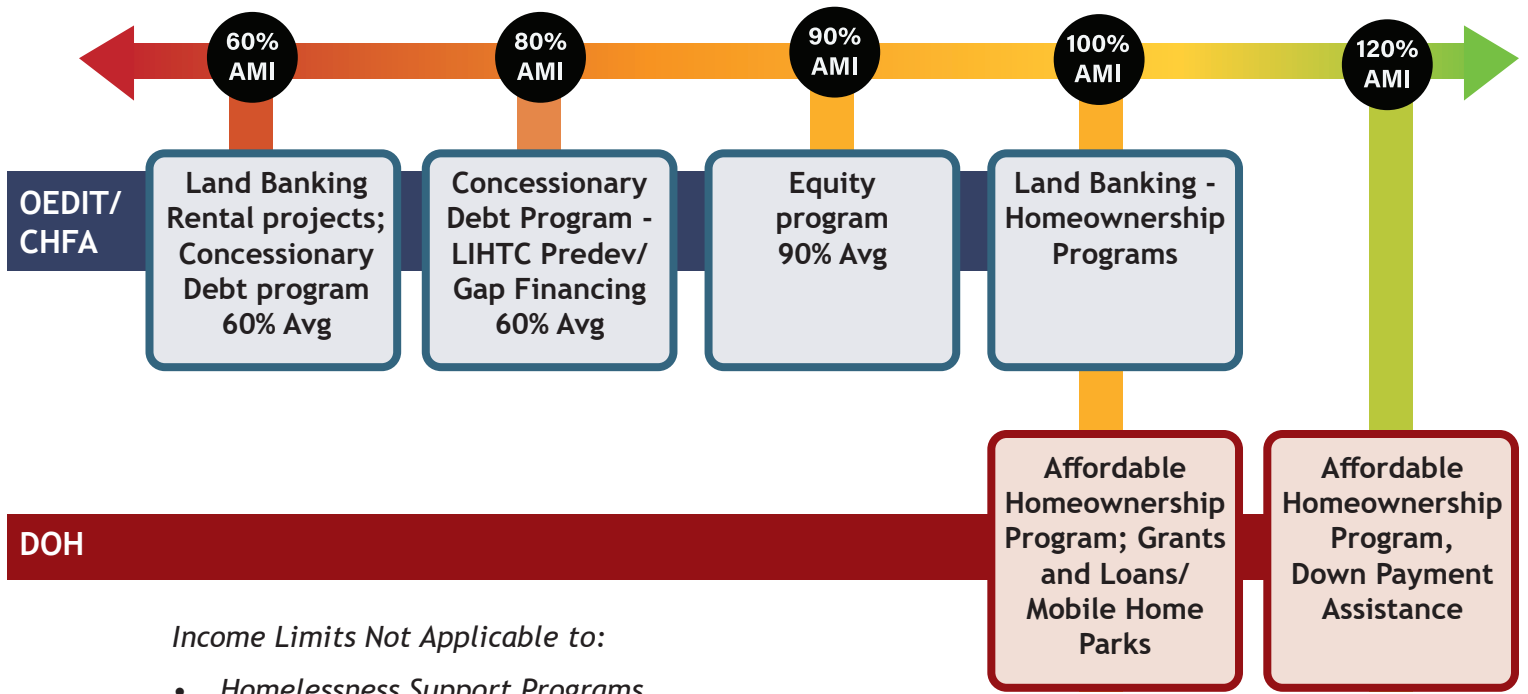 60%
AMI
80%
AMI
90%
AMI
100%
AMI
120%
AMI
OEDIT/
CHFA
Land Banking
Rental projects;
Concessionary
Debt program
60% Avg
Concessionary
Debt Program -
LIHTC Predev/
Gap Financing
60% Avg
Equity
program
90% Avg
Land Banking -
Homeownership
Programs
DOH
Affordable
Homeownership
Program; Grants
and Loans/
Mobile Home
Parks
Affordable
Homeownership
Program,
Down Payment
Assistance
Income Limits Not Applicable to:
• Homelessness Support Programs